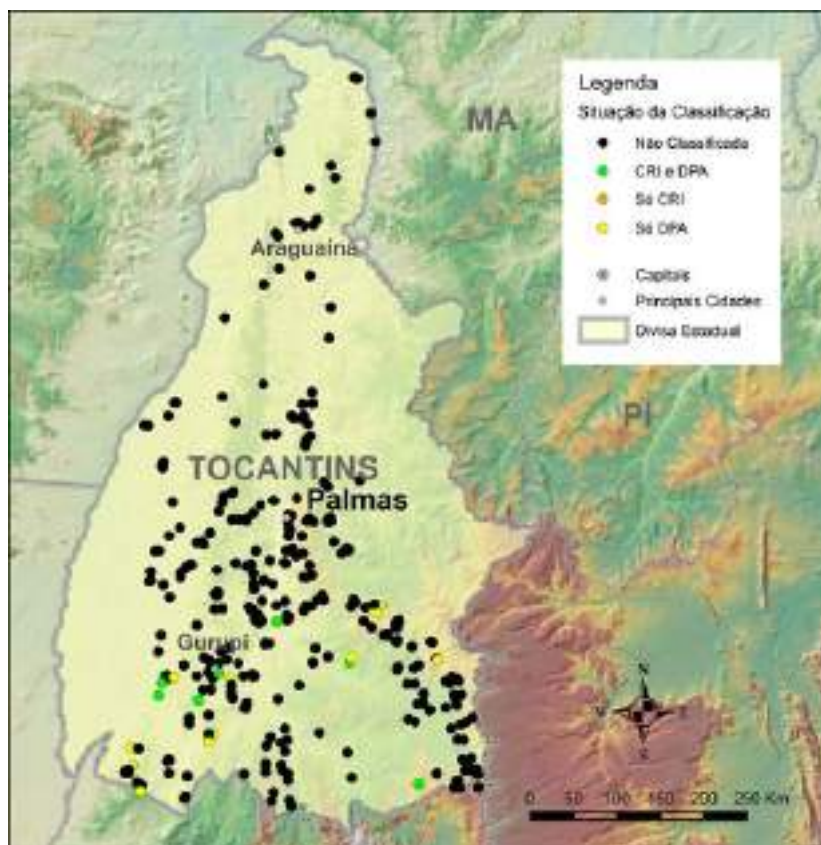 Legenda
Situação da Classificação
Não Classificada
CRI e DPA
Só CRI
Só DPA
Capitais
Principais Cidades
Divisa Estadual
MA
Araguaína
PI
TOCANTINS
Palmas
Gurupi
N
S
0 50 100 150 200 250 Km